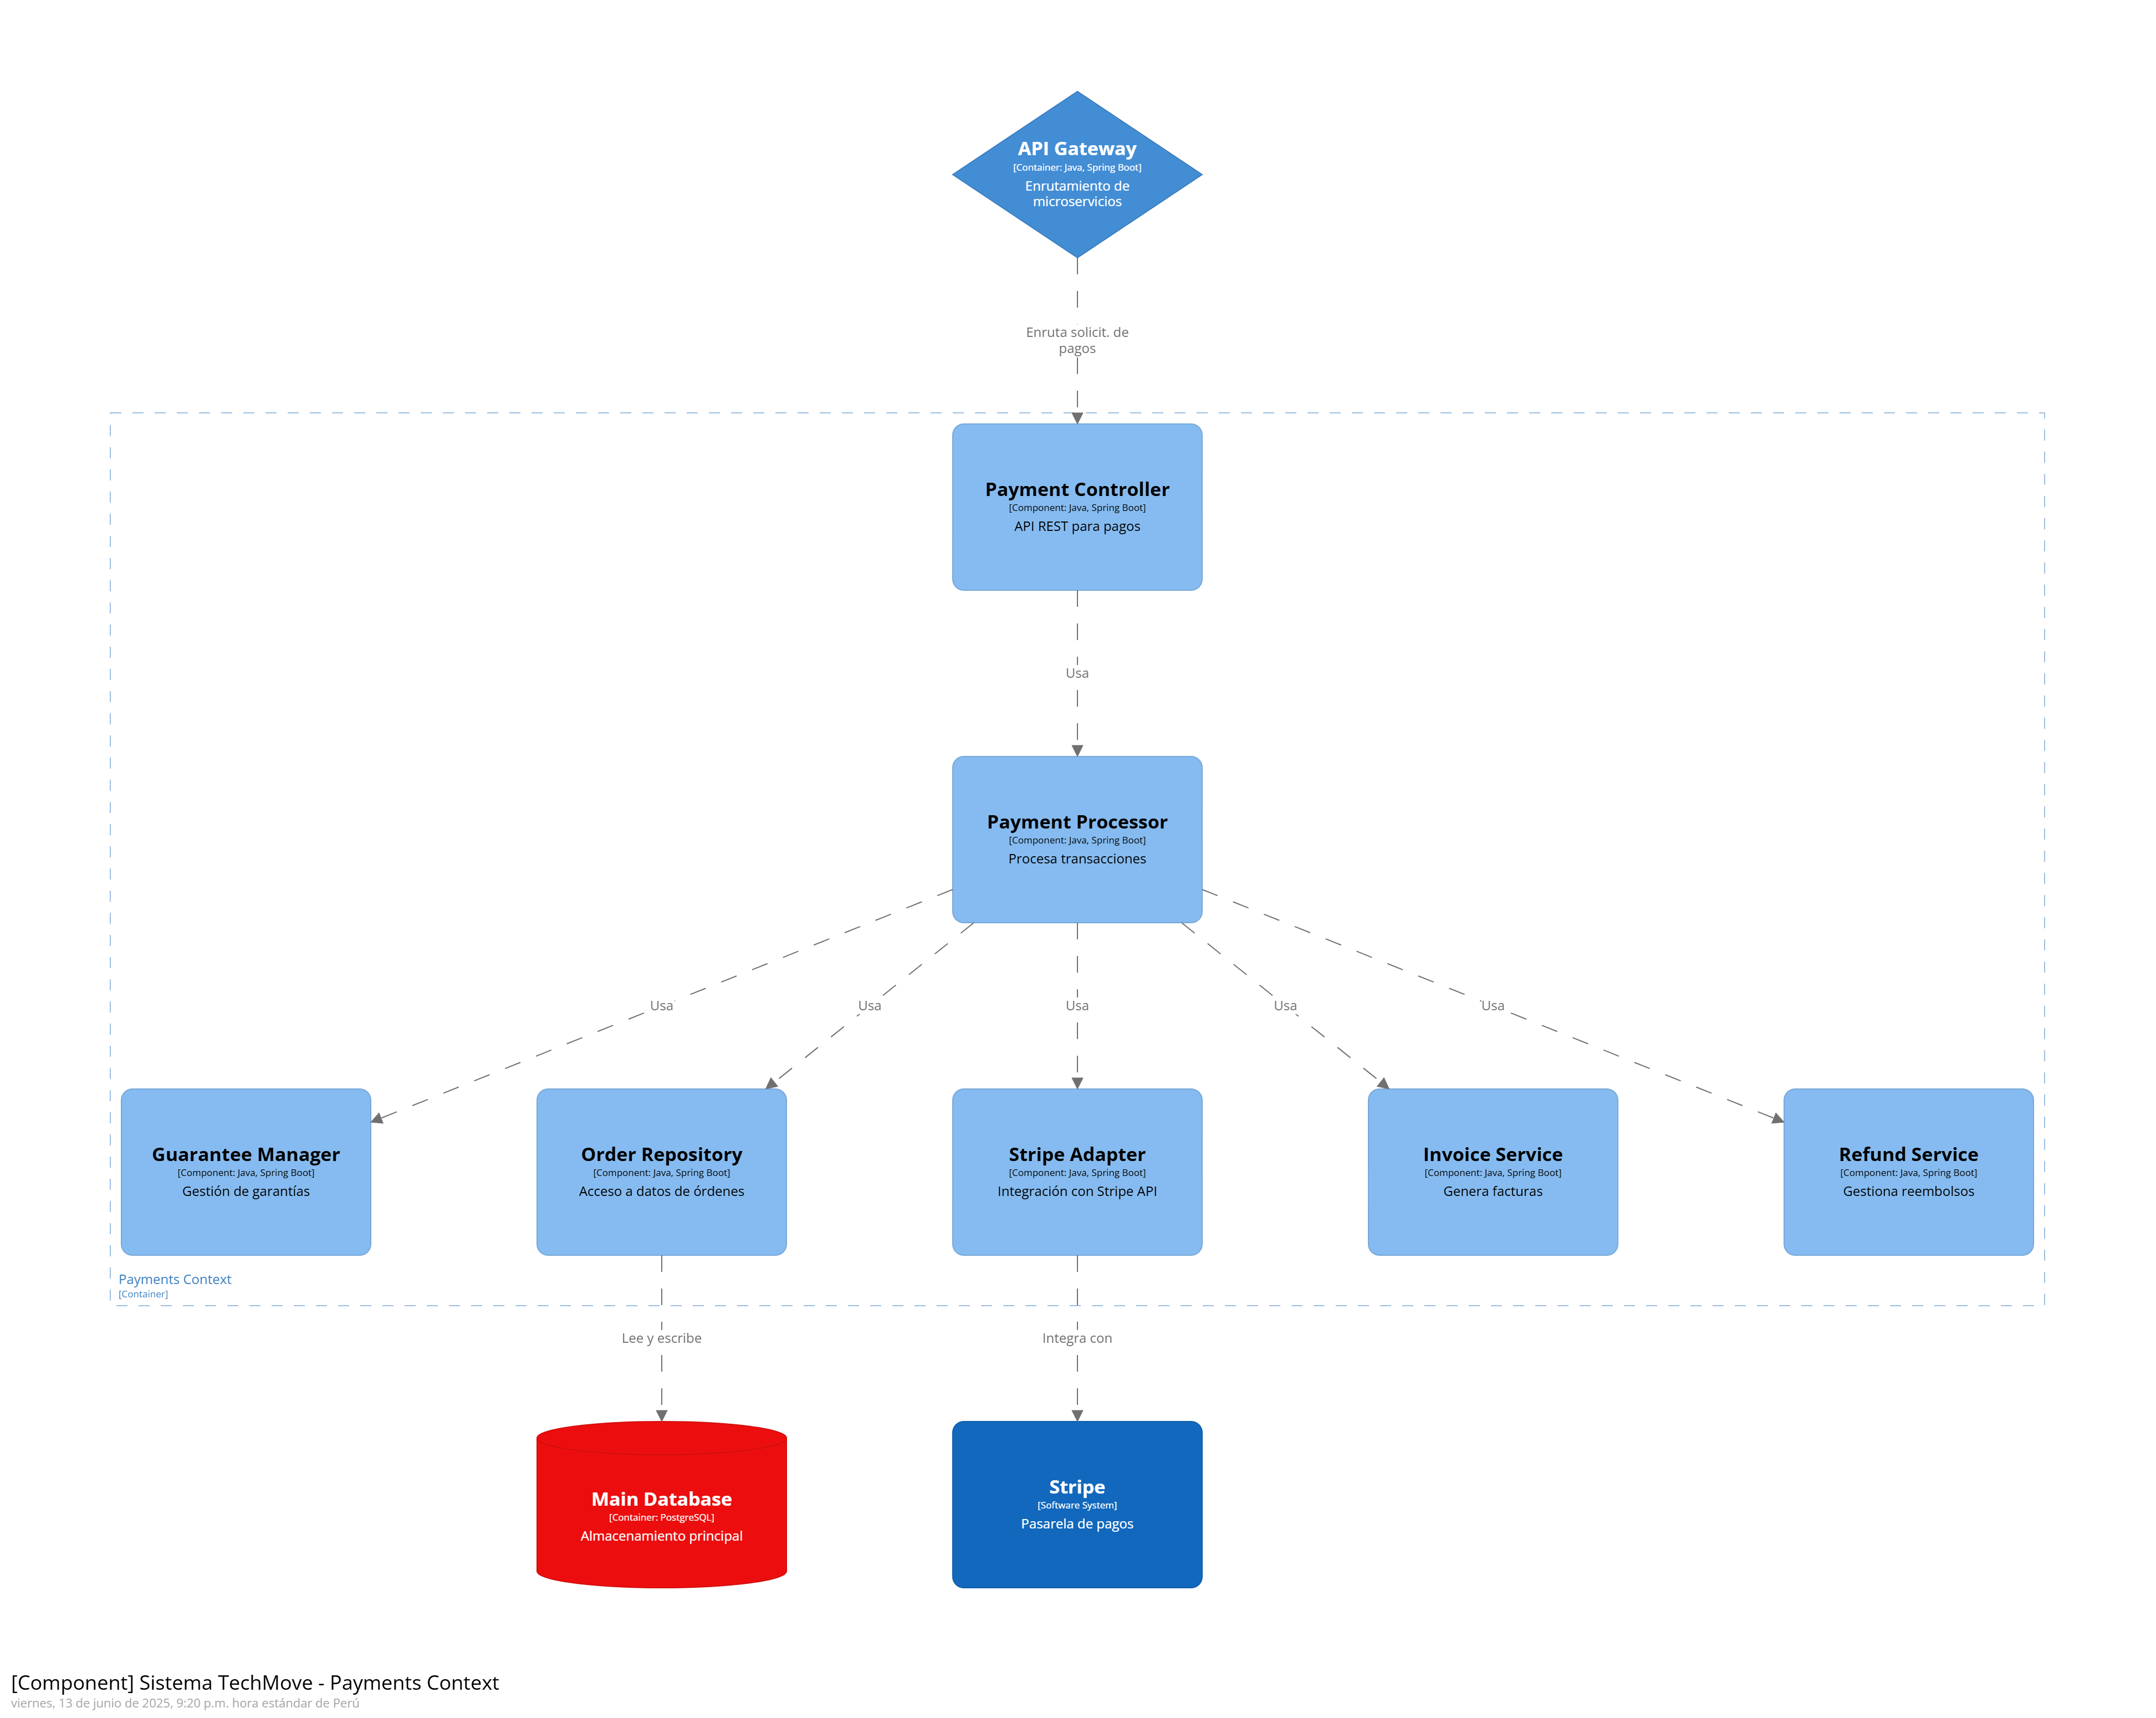 API Gateway
[Container: Java, Spring Boot]
Enrutamiento de
microservicios
Enruta solicit. de
pagos
Payment Controller
[Component: Java, Spring Boot]
API REST para pagos
Usa
Payment Processor
[Component: Java, Spring Boot]
Procesa transacciones
Usa
Usa
Usa
Usa
Usa
Guarantee Manager
[Component: Java, Spring Boot]
Gestión de garantías
Order Repository
[Component: Java, Spring Boot]
Acceso a datos de órdenes
Stripe Adapter
[Component: Java, Spring Boot]
Integración con Stripe API
Invoice Service
[Component: Java, Spring Boot]
Genera facturas
Refund Service
[Component: Java, Spring Boot]
Gestiona reembolsos
Payments Context
[Container]
Lee y escribe
Integra con
Main Database
[Container: PostgreSQL]
Almacenamiento principal
Stripe
[Software System]
Pasarela de pagos
[Component] Sistema TechMove - Payments Context
viernes, 13 de junio de 2025, 9:20 p.m. hora estándar de Perú